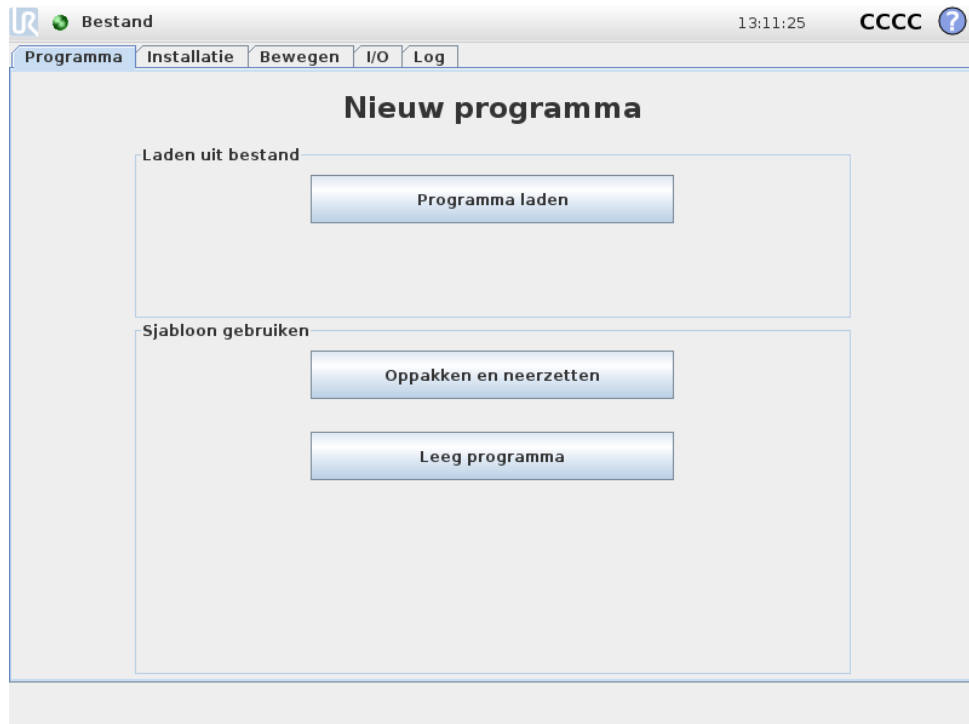 UR Bestand 13:11:25 CCCC ?
Programma Installatie Bewegen I/O Log
Nieuw programma
Laden uit bestand
Programma laden
Sjabloon gebruiken
Oppakken en neerzetten
Leeg programma